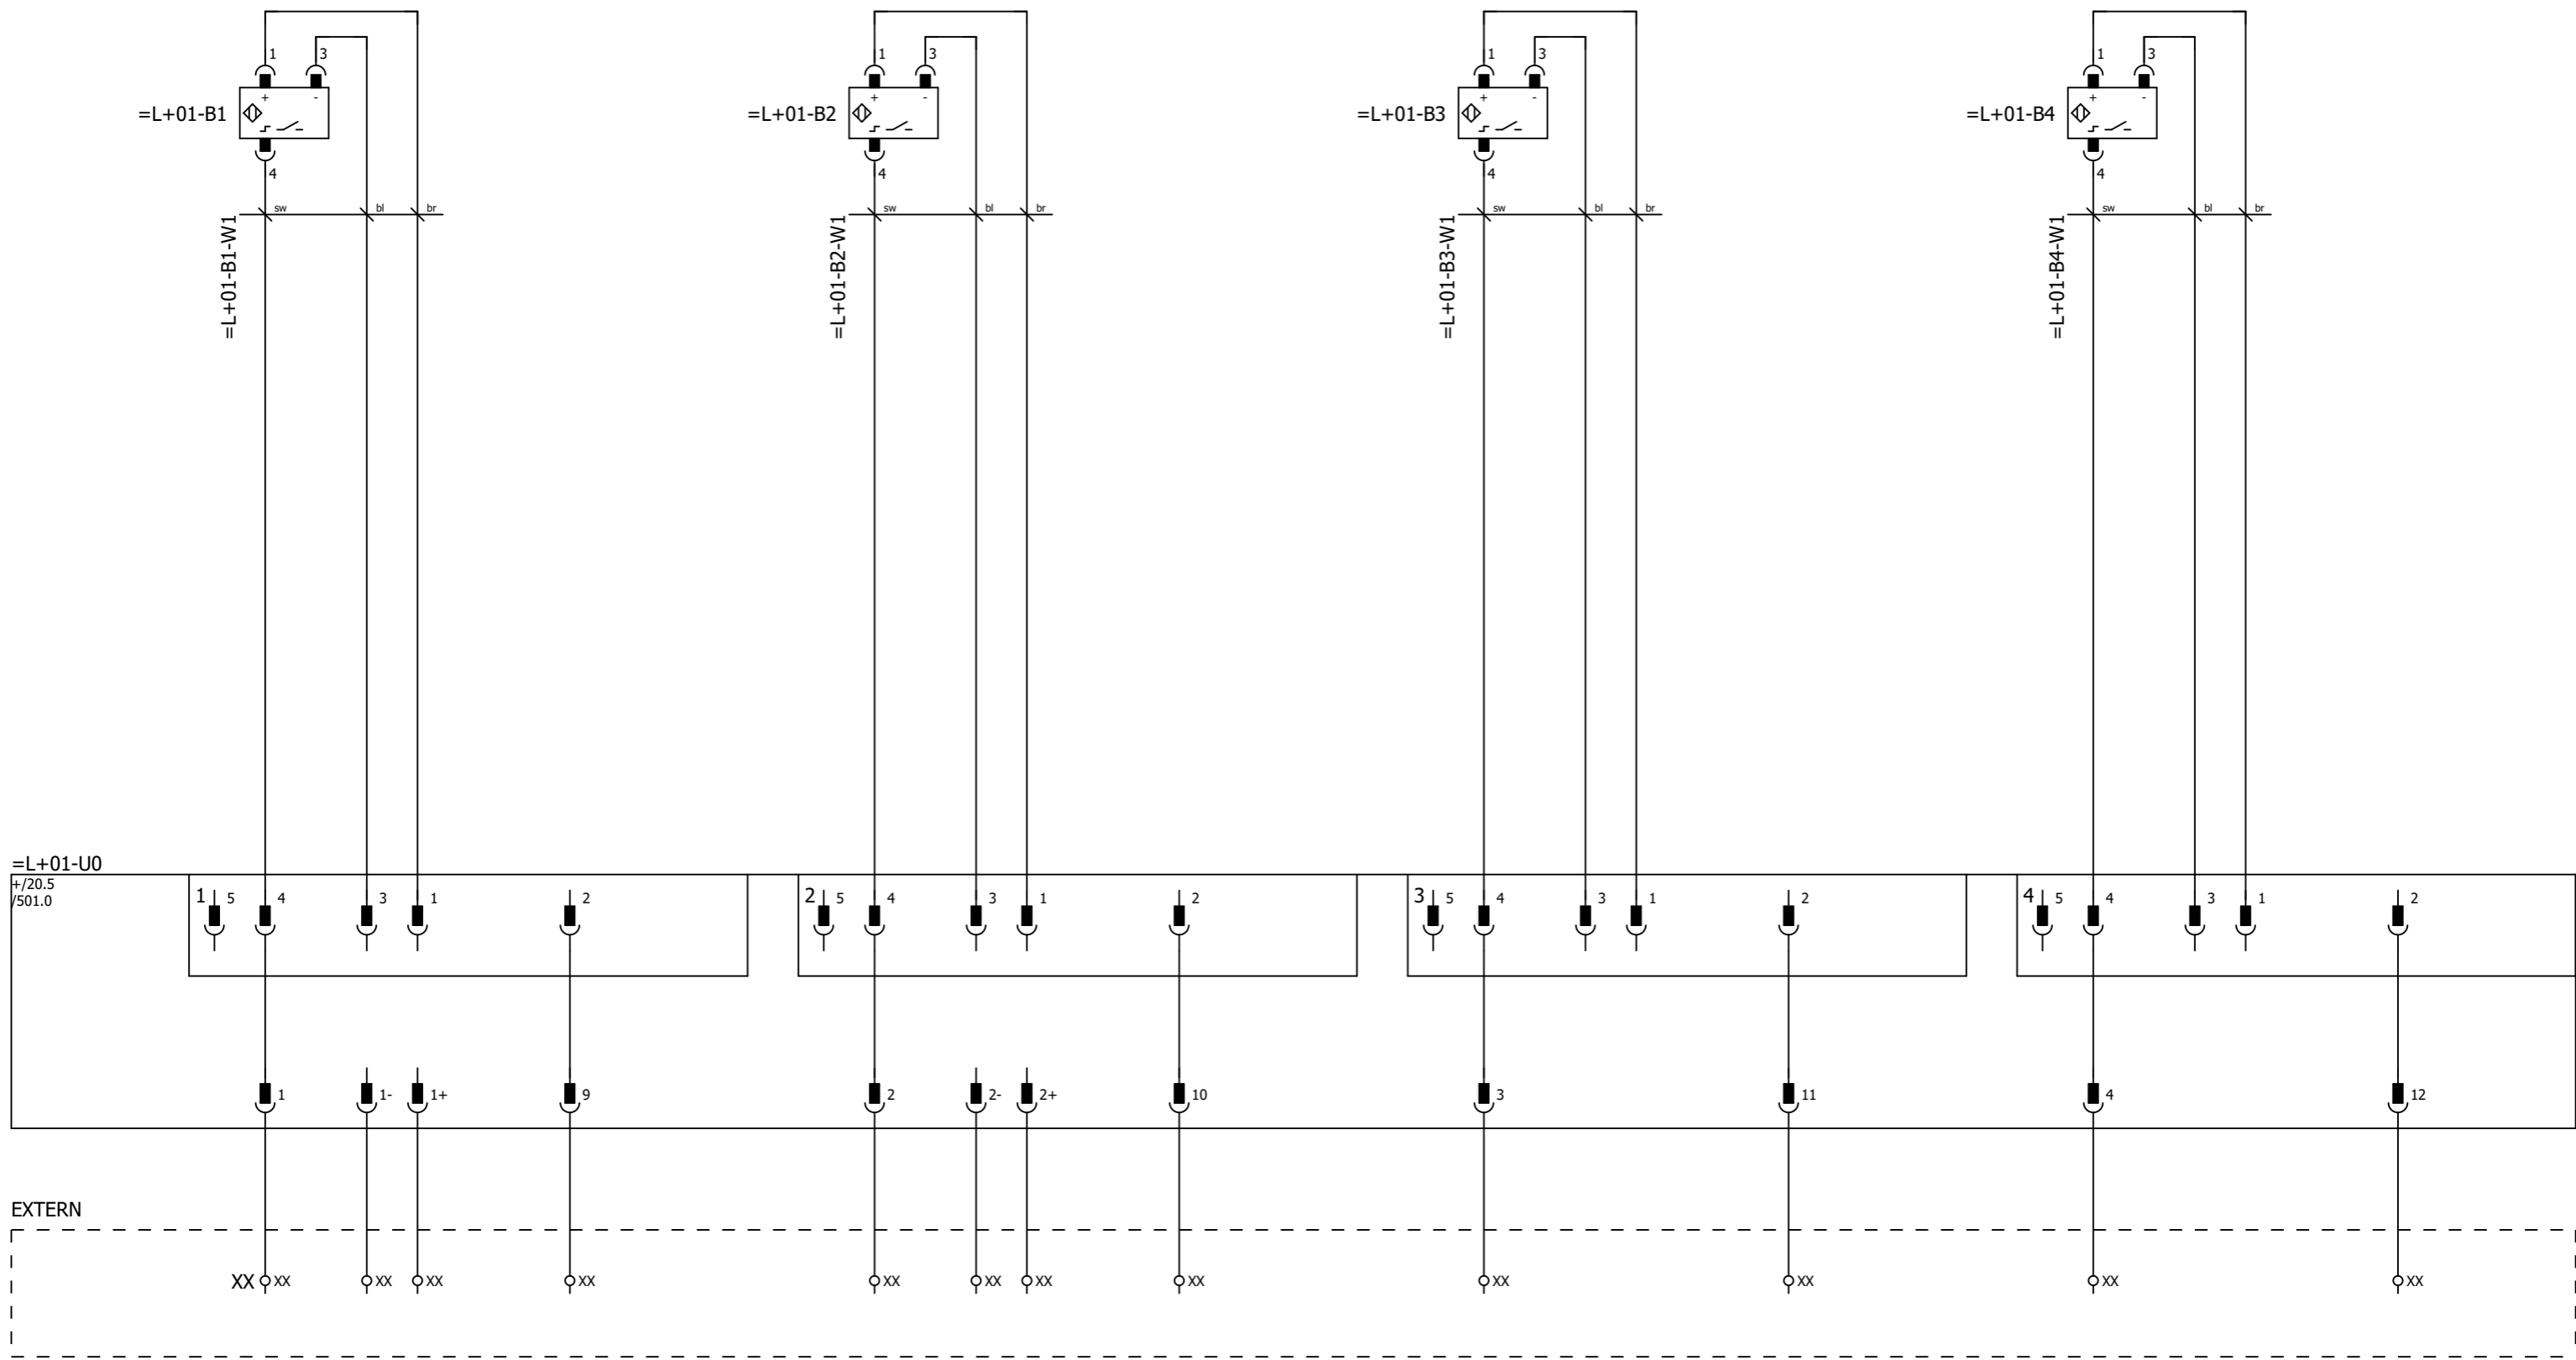 1 3 1 3 1 3 1 3
+ - + - + - + -
=L+01-B1 =L+01-B2 =L+01-B3 =L+01-B4
4 4 4 4
sw bl br sw bl br sw bl br sw bl br
=L+01-B1-W1 =L+01-B2-W1 =L+01-B3-W1 =L+01-B4-W1
=L+01-U0
+/20.5
/501.0
1 5 4 3 1 2 2 5 4 3 1 2 3 5 4 3 1 2 4 5 4 3 1 2
1 1- 1+ 9 2 2- 2+ 10 3 11 4 12
EXTERN
XX XX XX XX XX XX XX XX XX XX XX XX XX